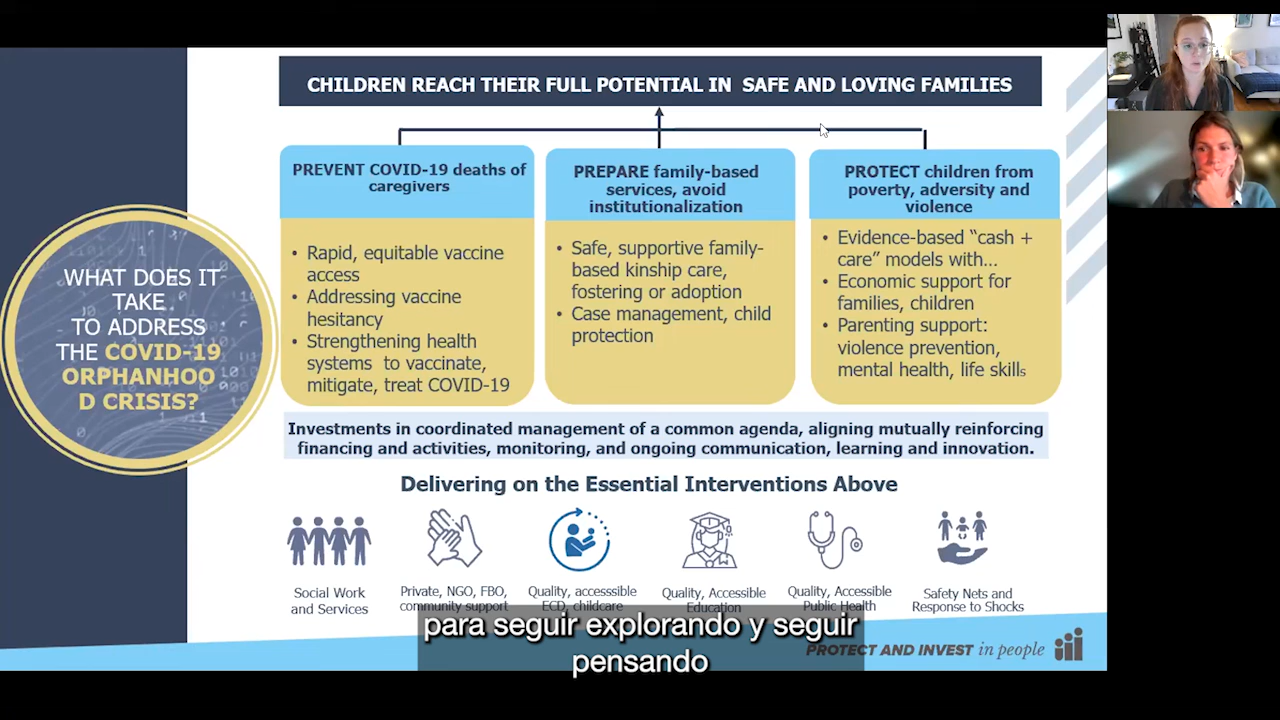 CHILDREN REACH THEIR FULL POTENTIAL IN SAFE AND LOVING FAMILIES
WHAT DOES IT
TAKE
TO ADDRESS
THE COVID-19
ORPHANHOO
D CRISIS?
PREVENT COVID-19 deaths of
caregivers
• Rapid, equitable vaccine
access
• Addressing vaccine
hesitancy
• Strengthening health
systems to vaccinate,
mitigate, treat COVID-19
PREPARE family-based
services, avoid
institutionalization
• Safe, supportive family-
based kinship care,
fostering or adoption
• Case management, child
protection
PROTECT children from
poverty, adversity and
violence
• Evidence-based “cash +
care” models with…
• Economic support for
families, children
• Parenting support:
violence prevention,
mental health, life skills
Investments in coordinated management of a common agenda, aligning mutually reinforcing
financing and activities, monitoring, and ongoing communication, learning and innovation.
Delivering on the Essential Interventions Above
Social Work
and Services
Private, NGO, FBO,
community support
Quality, accesssible
ECD, childcare
Quality, Accessible
Education
Quality, Accessible
Public Health
Safety Nets and
Response to Shocks
para seguir explorando y seguir
pensando
PROTECT AND INVEST in people